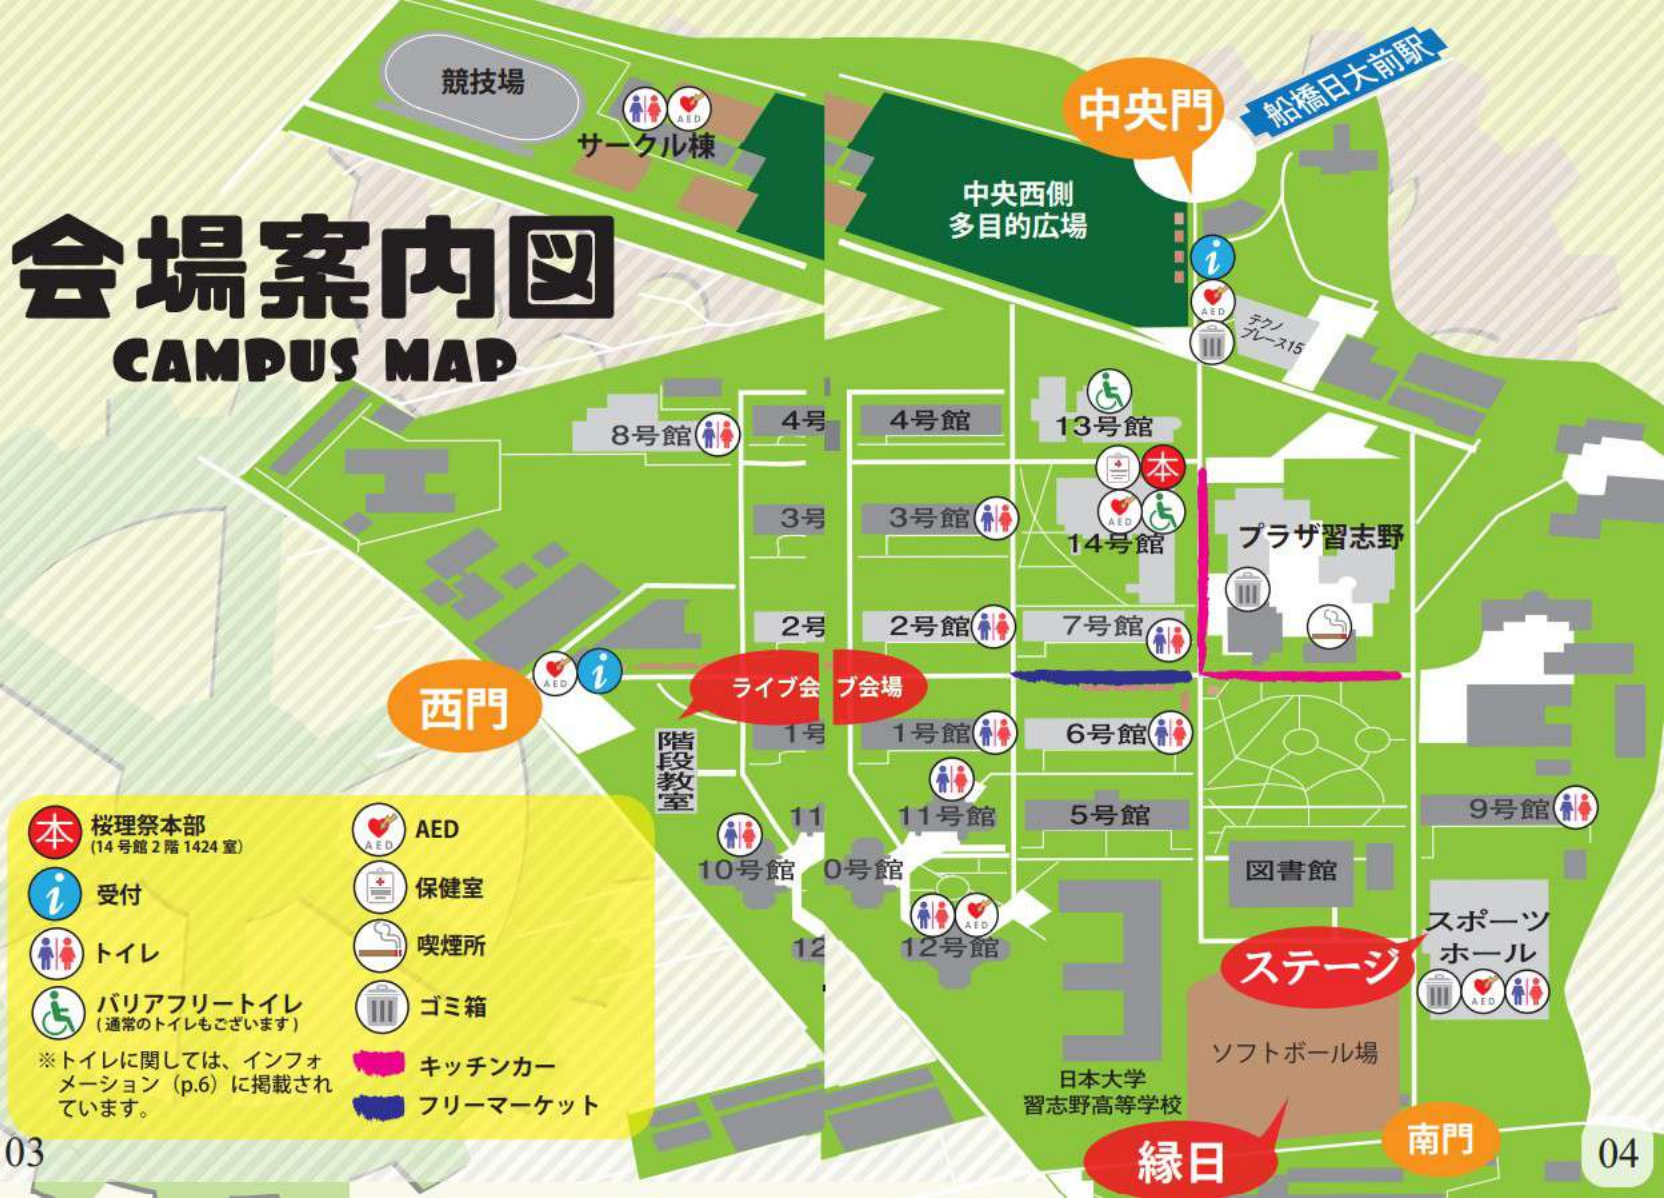 競技場
サークル棟
中央門
船橋日大前駅
中央西側
多目的広場
会場案内図
CAMPUS MAP
テクノ
プレース15
AED
AED
8号館
4号
4号館
13号館
本
3号
3号館
AED
14号館
プラザ習志野
2号
2号館
7号館
西門
AED
ライブ会
ブ会場
1号
1号館
6号館
階段教室
11
11号館
5号館
9号館
10号館
0号館
図書館
AED
12
12号館
スポーツ
ホール
ステージ
AED
ソフトボール場
日本大学
習志野高等学校
縁日
南門
本 桜理祭本部
(14号館2階1424室)
i 受付
トイレ
バリアフリートイレ
(通常のトイレもございます)
※トイレに関しては、インフォ
メーション（p.6）に掲載され
ています。
AED AED
保健室
喫煙所
ゴミ箱
キッチンカー
フリーマーケット
03
04